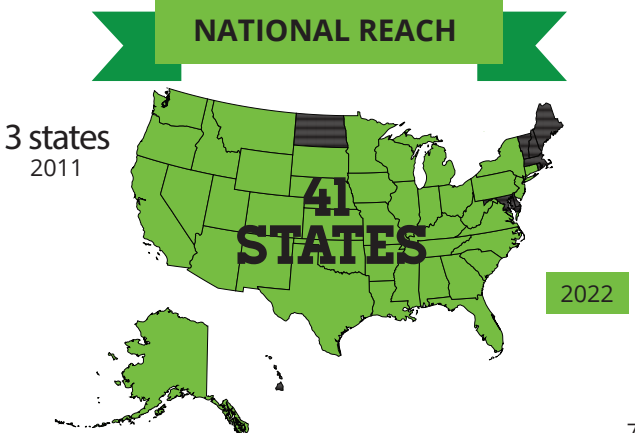 NATIONAL REACH
3 states
2011
41
STATES
2022
7